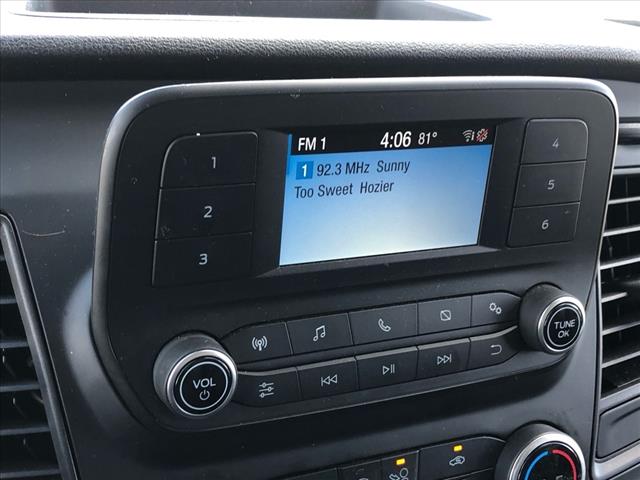 FM 1 4:06 81°
1 92.3 MHz Sunny
Too Sweet Hozier
1
2
3
4
5
6
VOL
TUNE
OK